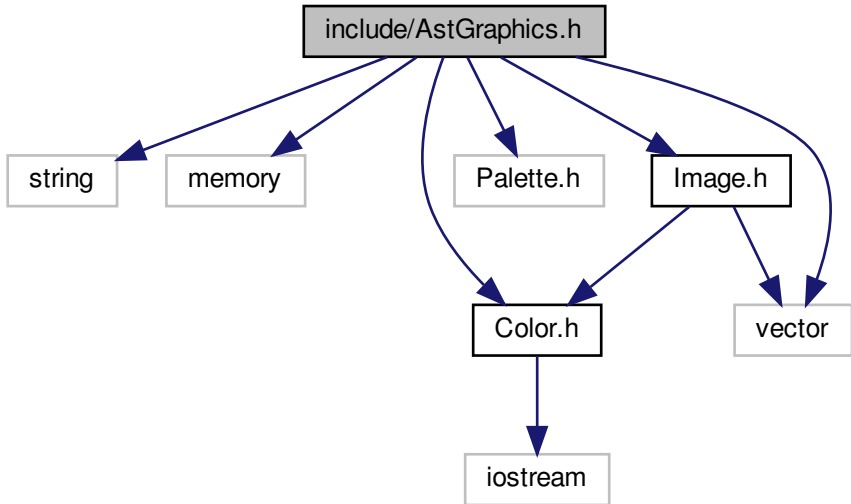 include/AstGraphics.h
string
memory
Palette.h
Image.h
Color.h
vector
iostream